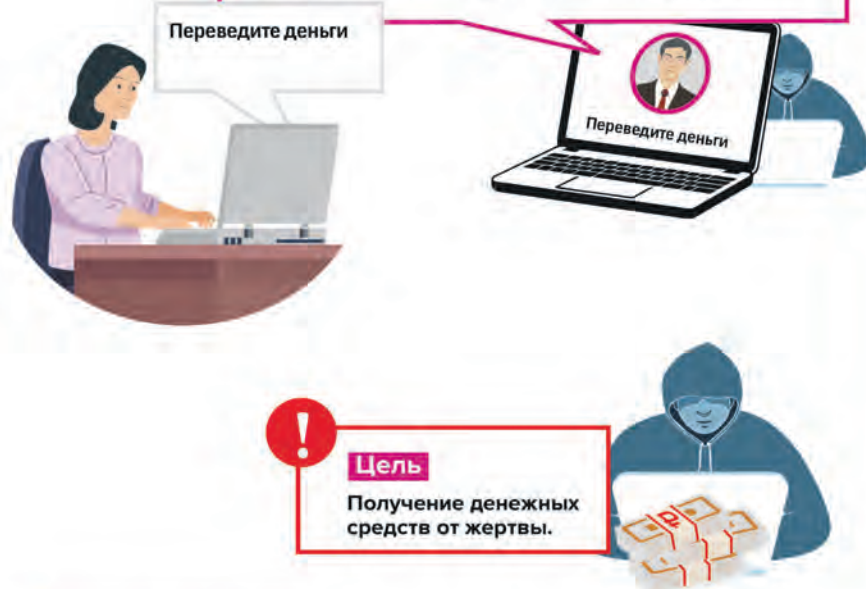 Переведите деньги
Переведите деньги
!
Цель
Получение денежных
средств от жертвы.